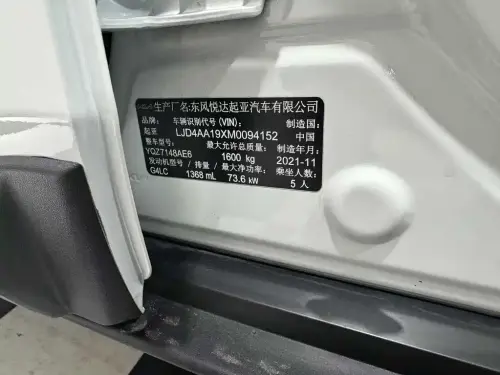 生产厂名:东风悦达起亚汽车有限公司
品牌: 车辆识别代号(VIN): 制造国:
起亚 LJD4AA19XM0094152 中国
整车型号: 最大允许总质量: 制造年月:
YQZ7148AE6 1600 kg 2021-11
发动机型号 / 排量 / 最大净功率: 乘坐人数:
G4LC 1368 mL 73.6 kW 5 人